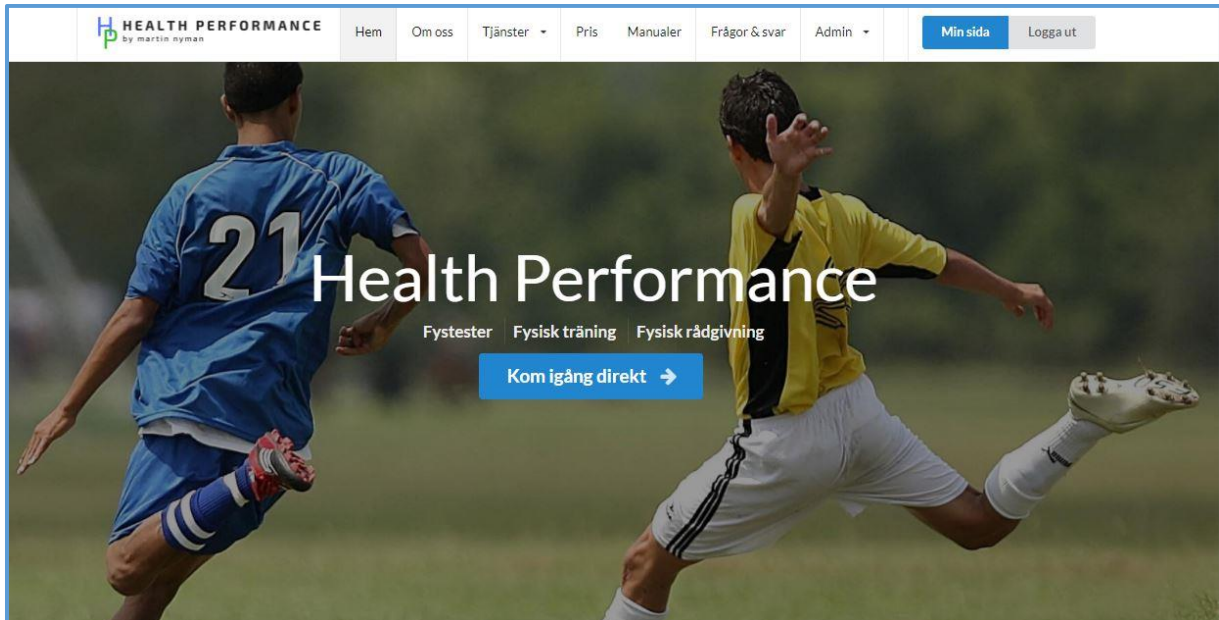 HP HEALTH PERFORMANCE
by martin nyman
Hem Om oss Tjänster Pris Manualer Frågor & svar Admin Min sida Logga ut
21
Health Performance
Fystester Fysisk träning Fysisk rådgivning
Kom igång direkt